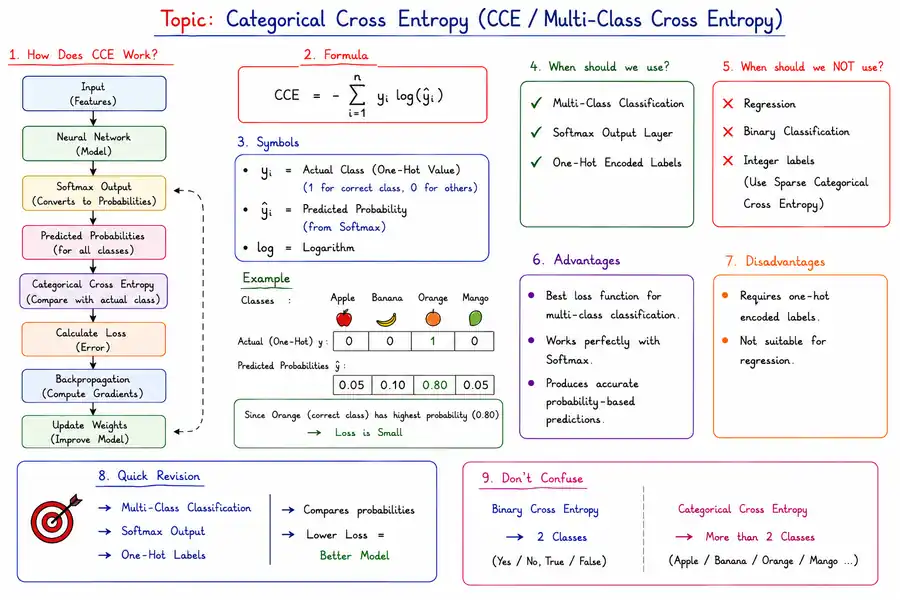 Topic: Categorical Cross Entropy (CCE / Multi-Class Cross Entropy)
1. How Does CCE Work?
Input
(Features)
Neural Network
(Model)
Softmax Output
(Converts to Probabilities)
Predicted Probabilities
(for all classes)
Categorical Cross Entropy
(Compare with actual class)
Calculate Loss
(Error)
Backpropagation
(Compute Gradients)
Update Weights
(Improve Model)
2. Formula
CCE = - n∑i=1 yᵢ log(ŷᵢ)
3. Symbols
• yᵢ = Actual Class (One-Hot Value)
(1 for correct class, 0 for others)
• ŷᵢ = Predicted Probability
(from Softmax)
• log = Logarithm
Example
Classes : Apple Banana Orange Mango
Actual (One-Hot) y: 0 0 1 0
Predicted Probabilities ŷ:
0.05 0.10 0.80 0.05
Since Orange (correct class) has highest probability (0.80)
→ Loss is Small
4. When should we use?
✓ Multi-Class Classification
✓ Softmax Output Layer
✓ One-Hot Encoded Labels
5. When should we NOT use?
✗ Regression
✗ Binary Classification
✗ Integer labels
(Use Sparse Categorical
Cross Entropy)
6. Advantages
• Best loss function for
multi-class classification.
• Works perfectly with
Softmax.
• Produces accurate
probability-based
predictions.
7. Disadvantages
• Requires one-hot
encoded labels.
• Not suitable for
regression.
8. Quick Revision
→ Multi-Class Classification
→ Softmax Output
→ One-Hot Labels
→ Compares probabilities
→ Lower Loss =
Better Model
9. Don't Confuse
Binary Cross Entropy
→ 2 Classes
(Yes / No, True / False)
Categorical Cross Entropy
→ More than 2 Classes
(Apple / Banana / Orange / Mango ...)